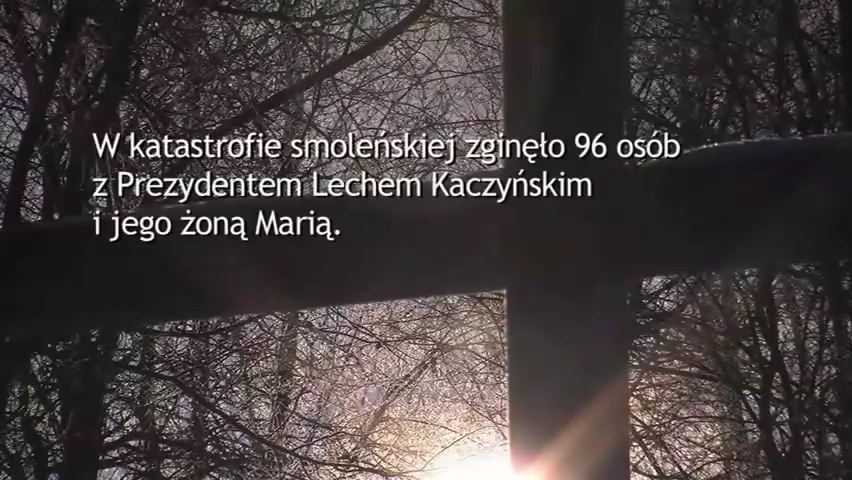 W katastrofie smoleńskiej zginęło 96 osób
z Prezydentem Lechem Kaczyńskim
i jego żoną Marią.